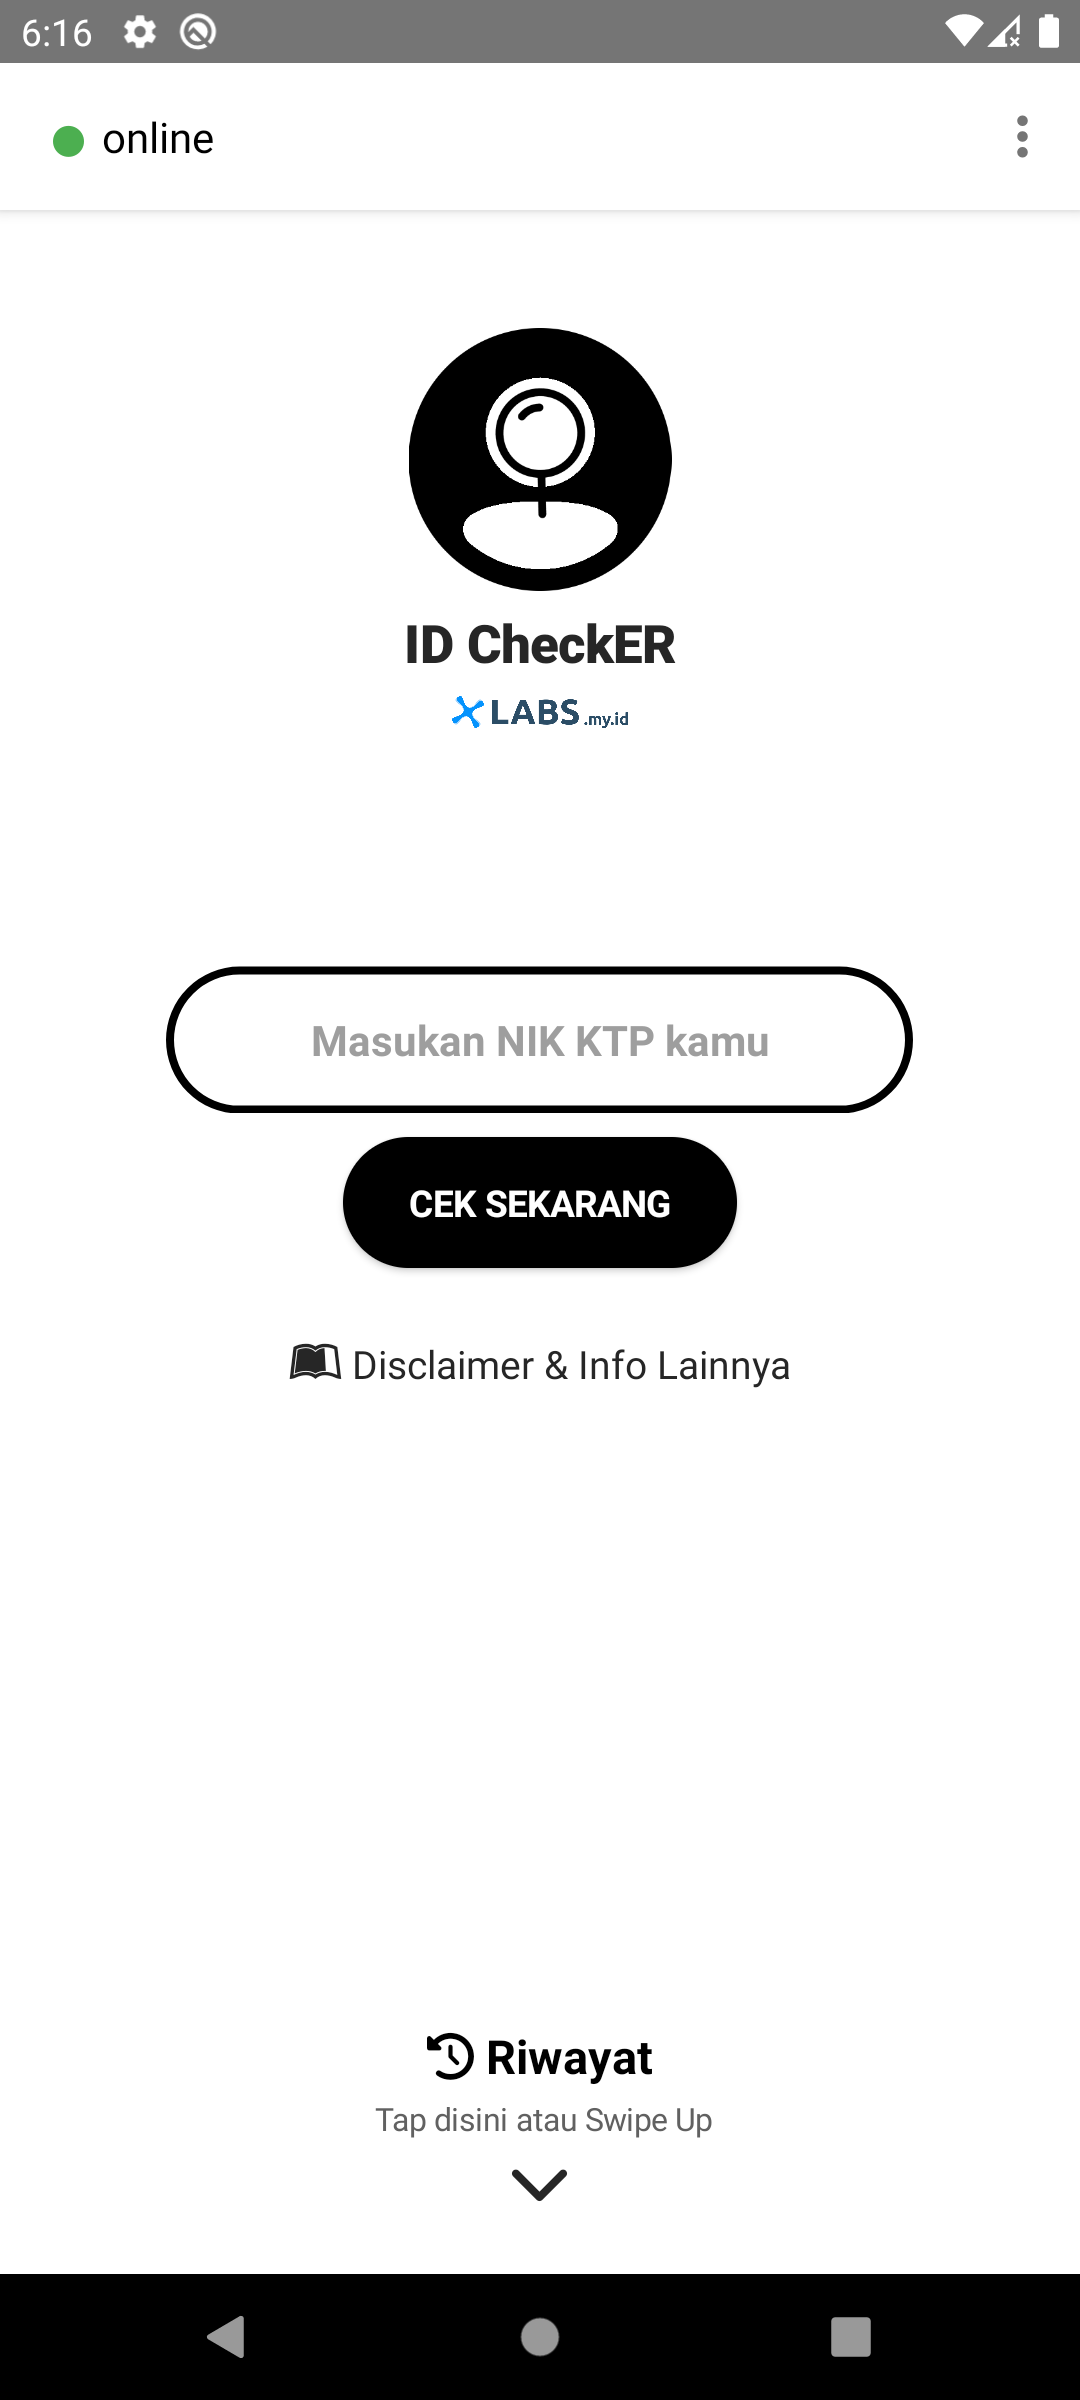 6:16
online
ID CheckER
LABS.my.id
Masukan NIK KTP kamu
CEK SEKARANG
Disclaimer & Info Lainnya
Riwayat
Tap disini atau Swipe Up